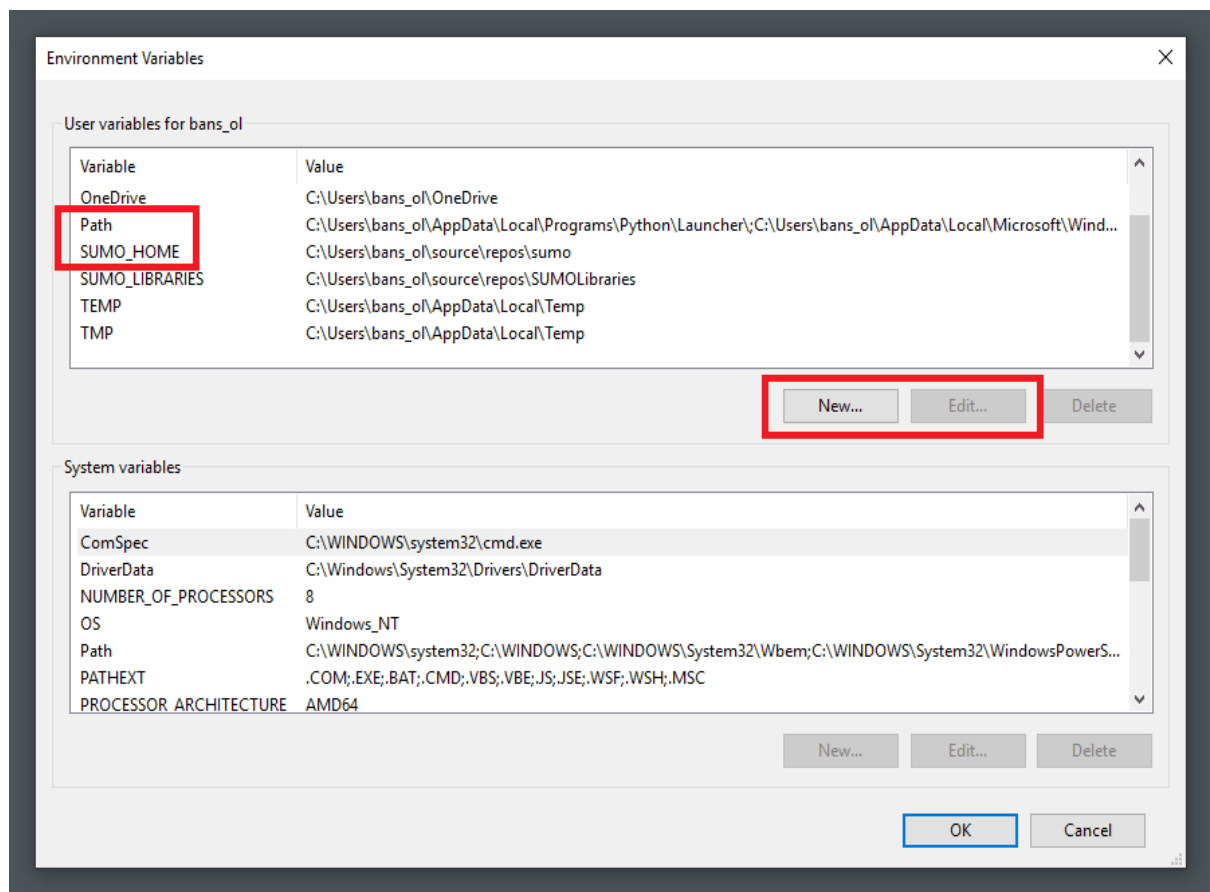 Environment Variables
User variables for bans_ol
Variable Value
OneDrive C:\Users\bans_ol\OneDrive
Path C:\Users\bans_ol\AppData\Local\Programs\Python\Launcher\;C:\Users\bans_ol\AppData\Local\Microsoft\Wind...
SUMO_HOME C:\Users\bans_ol\source\repos\sumo
SUMO_LIBRARIES C:\Users\bans_ol\source\repos\SUMOLibraries
TEMP C:\Users\bans_ol\AppData\Local\Temp
TMP C:\Users\bans_ol\AppData\Local\Temp
New... Edit... Delete
System variables
Variable Value
ComSpec C:\WINDOWS\system32\cmd.exe
DriverData C:\Windows\System32\Drivers\DriverData
NUMBER_OF_PROCESSORS 8
OS Windows_NT
Path C:\WINDOWS\system32;C:\WINDOWS;C:\WINDOWS\System32\Wbem;C:\WINDOWS\System32\WindowsPowerS...
PATHEXT .COM;.EXE;.BAT;.CMD;.VBS;.VBE;.JS;.JSE;.WSF;.WSH;.MSC
PROCESSOR_ARCHITECTURE AMD64
New... Edit... Delete
OK Cancel